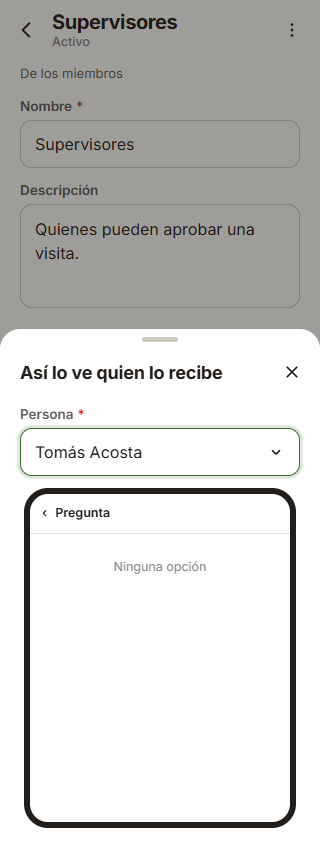 Supervisores
Activo
De los miembros
Nombre *
Supervisores
Descripción
Quienes pueden aprobar una
visita.
Así lo ve quien lo recibe
Persona *
Tomás Acosta
Pregunta
Ninguna opción